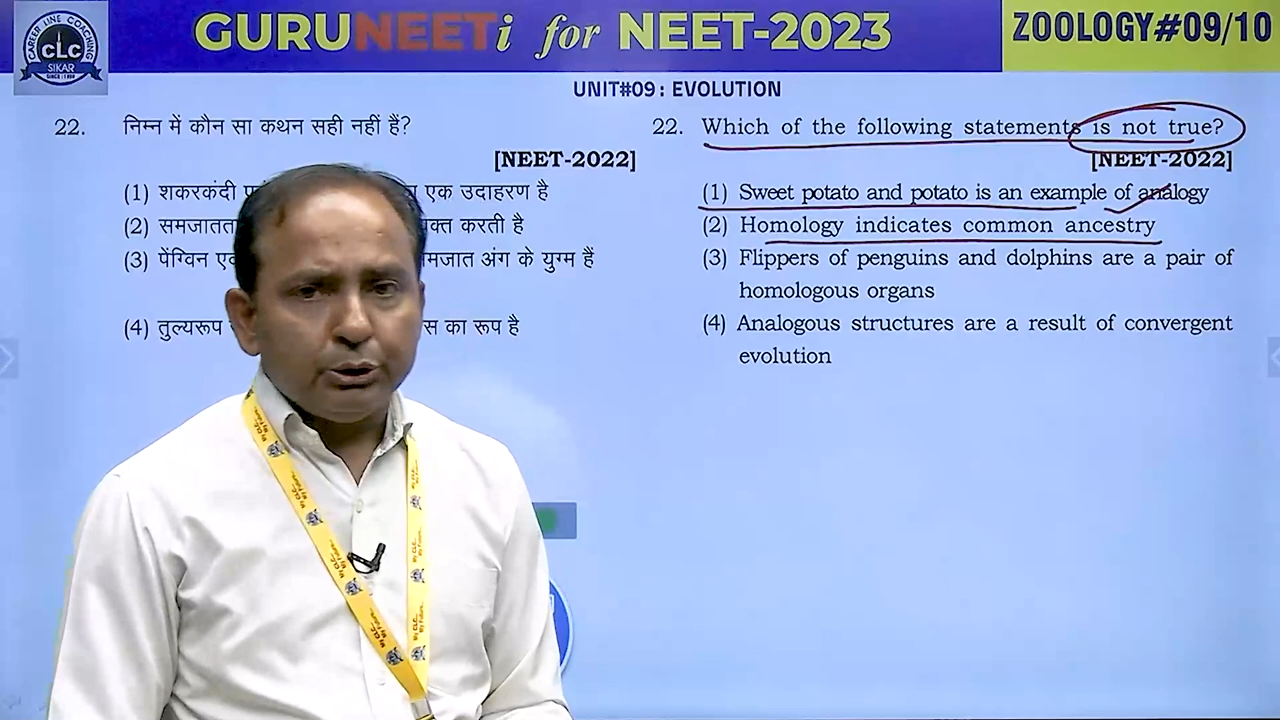 GURUNEETi for NEET-2023
ZOOLOGY#09/10
CAREER LINE COACHING
CLC
SIKAR
SINCE : 1996
UNIT#09 : EVOLUTION
22. निम्न में कौन सा कथन सही नहीं हैं?
[NEET-2022]
(1) शकरकंदी एक उदाहरण है
(2) करती है
(3) पेंग्विन अंग के युग्म हैं
(4) तुल्यरूप का रूप है
22. Which of the following statements is not true?
[NEET-2022]
(1) Sweet potato and potato is an example of analogy
(2) Homology indicates common ancestry
(3) Flippers of penguins and dolphins are a pair of
homologous organs
(4) Analogous structures are a result of convergent
evolution